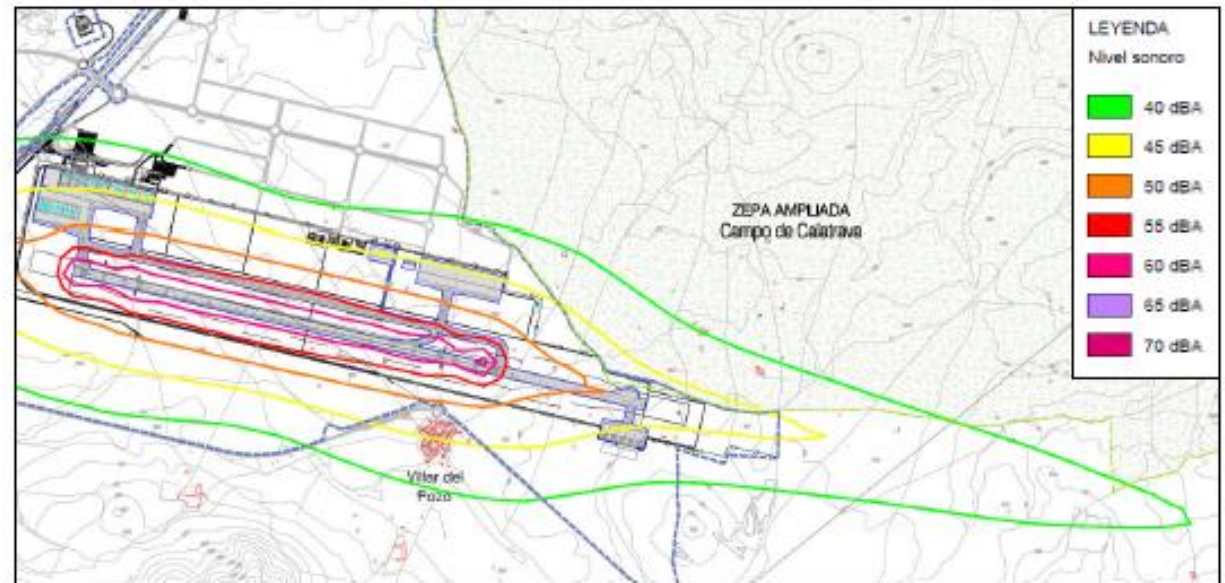 LEYENDA
Nivel sonoro
40 dBA
45 dBA
50 dBA
55 dBA
60 dBA
65 dBA
70 dBA
ZEPA AMPLIADA
Campo de Calatrava
Villar del
Pozo